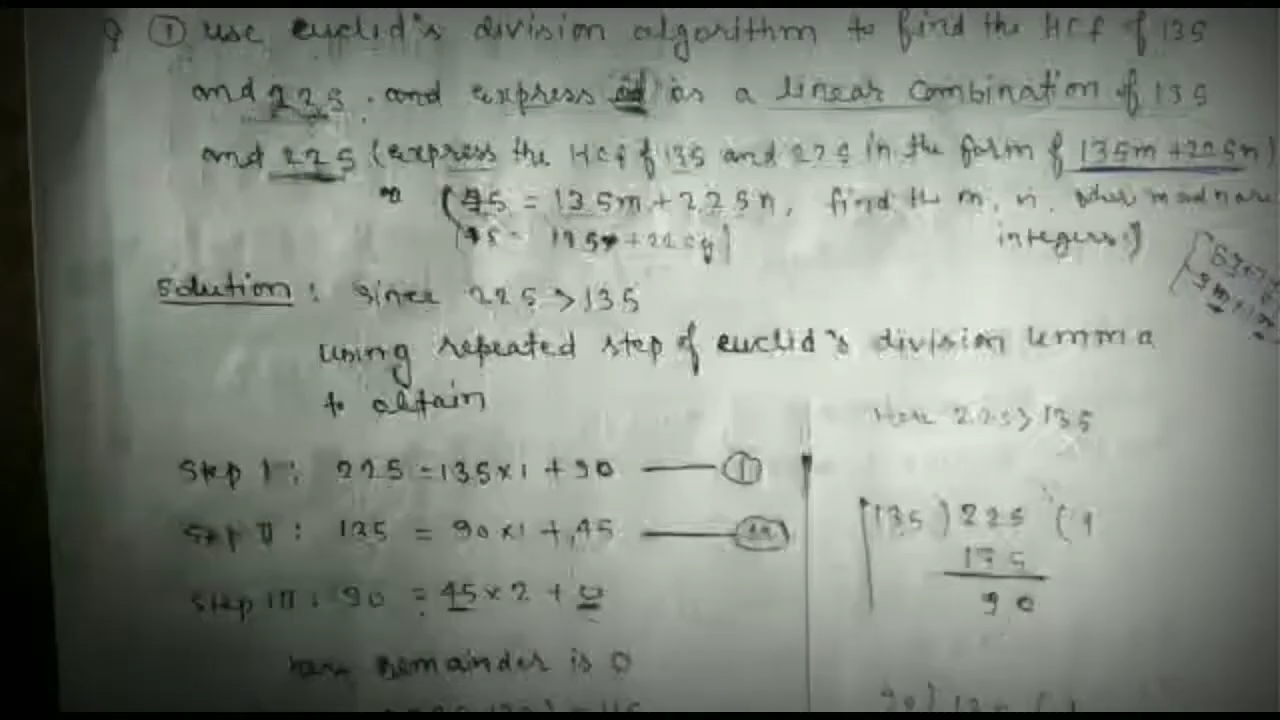 Q ① use euclid's division algorithm to find the HCf of 135
and 225. and express as a linear combination of 135
and 225 (express the HCf of 135 and 225 in the form of 135m +225n)
(45 = 135m + 225n, find the m, n. m and n are
integers.)
Solution: since 225 > 135
using repeated step of euclid's division lemma
to obtain
Here 225 > 135
Step I: 225 = 135×1 + 90 —— ①
Step II: 135 = 90×1 + 45 ——
Step III: 90 = 45×2 + 0
135 ) 225 ( 1
135
90
here remainder is 0